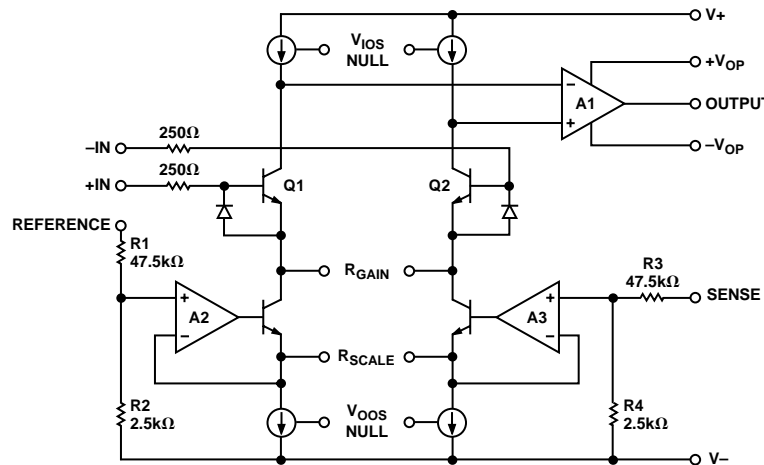 V+
V_IOS
NULL
+V_OP
A1
−
+
OUTPUT
−V_OP
−IN
250Ω
+IN
250Ω
Q1
Q2
REFERENCE
R1
47.5kΩ
R_GAIN
R3
47.5kΩ
SENSE
+
A2
−
+
A3
−
R_SCALE
R2
2.5kΩ
V_OOS
NULL
R4
2.5kΩ
V−